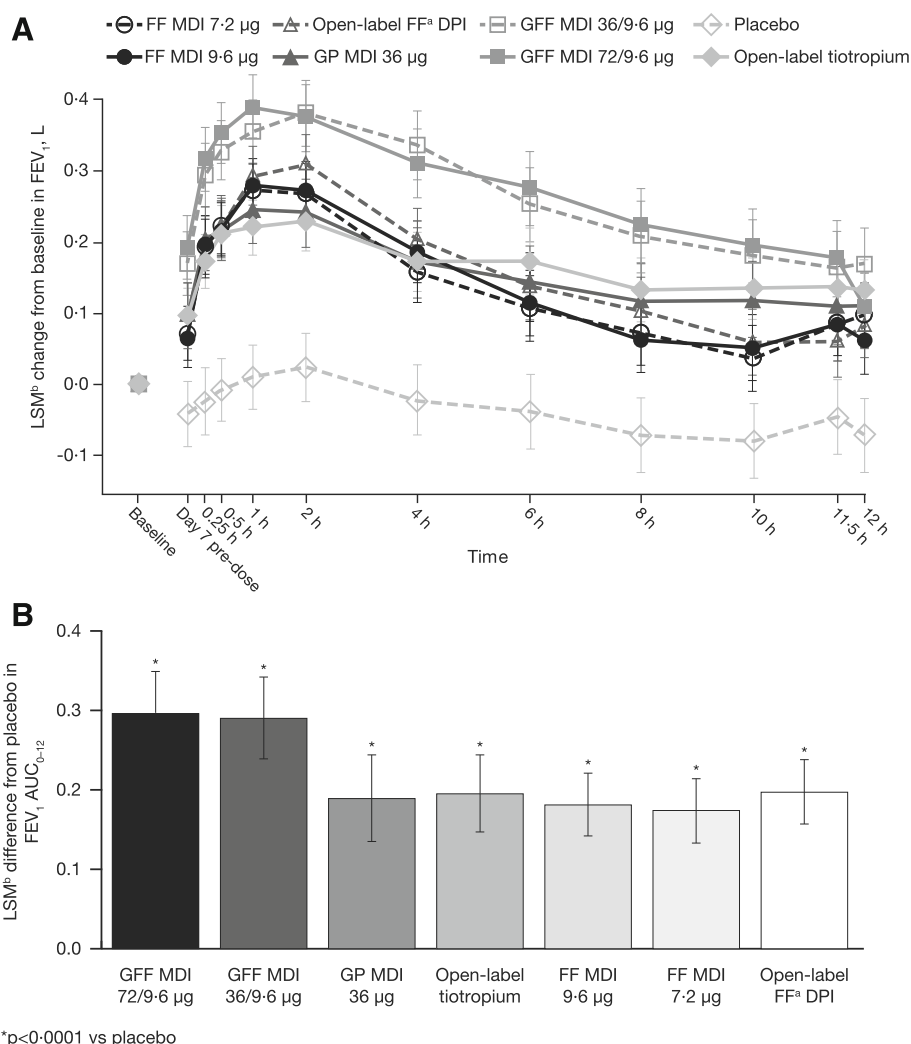 A
FF MDI 7·2 µg
Open-label FFᵃ DPI
GFF MDI 36/9·6 µg
Placebo
FF MDI 9·6 µg
GP MDI 36 µg
GFF MDI 72/9·6 µg
Open-label tiotropium
LSMᵇ change from baseline in FEV₁, L
0·4
0·3
0·2
0·1
0·0
-0·1
Baseline
Day 7 pre-dose
0·25 h
0·5 h
1 h
2 h
4 h
6 h
8 h
10 h
11·5 h
12 h
Time
B
LSMᵇ difference from placebo in
FEV₁ AUC₀₋₁₂
0.4
0.3
0.2
0.1
0.0
* * * * * * *
GFF MDI
72/9·6 µg
GFF MDI
36/9·6 µg
GP MDI
36 µg
Open-label
tiotropium
FF MDI
9·6 µg
FF MDI
7·2 µg
Open-label
FFᵃ DPI
*p<0·0001 vs placebo